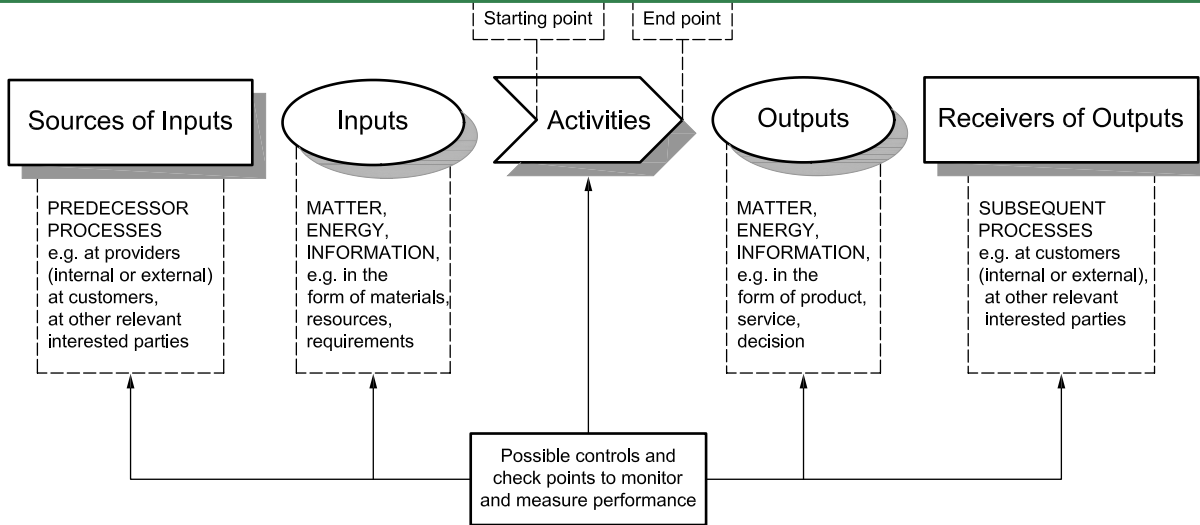 Starting point
End point
Sources of Inputs
Inputs
Activities
Outputs
Receivers of Outputs
PREDECESSOR
PROCESSES
e.g. at providers
(internal or external)
at customers,
at other relevant
interested parties
MATTER,
ENERGY,
INFORMATION,
e.g. in the
form of materials,
resources,
requirements
MATTER,
ENERGY,
INFORMATION,
e.g. in the
form of product,
service,
decision
SUBSEQUENT
PROCESSES
e.g. at customers
(internal or external),
at other relevant
interested parties
Possible controls and
check points to monitor
and measure performance